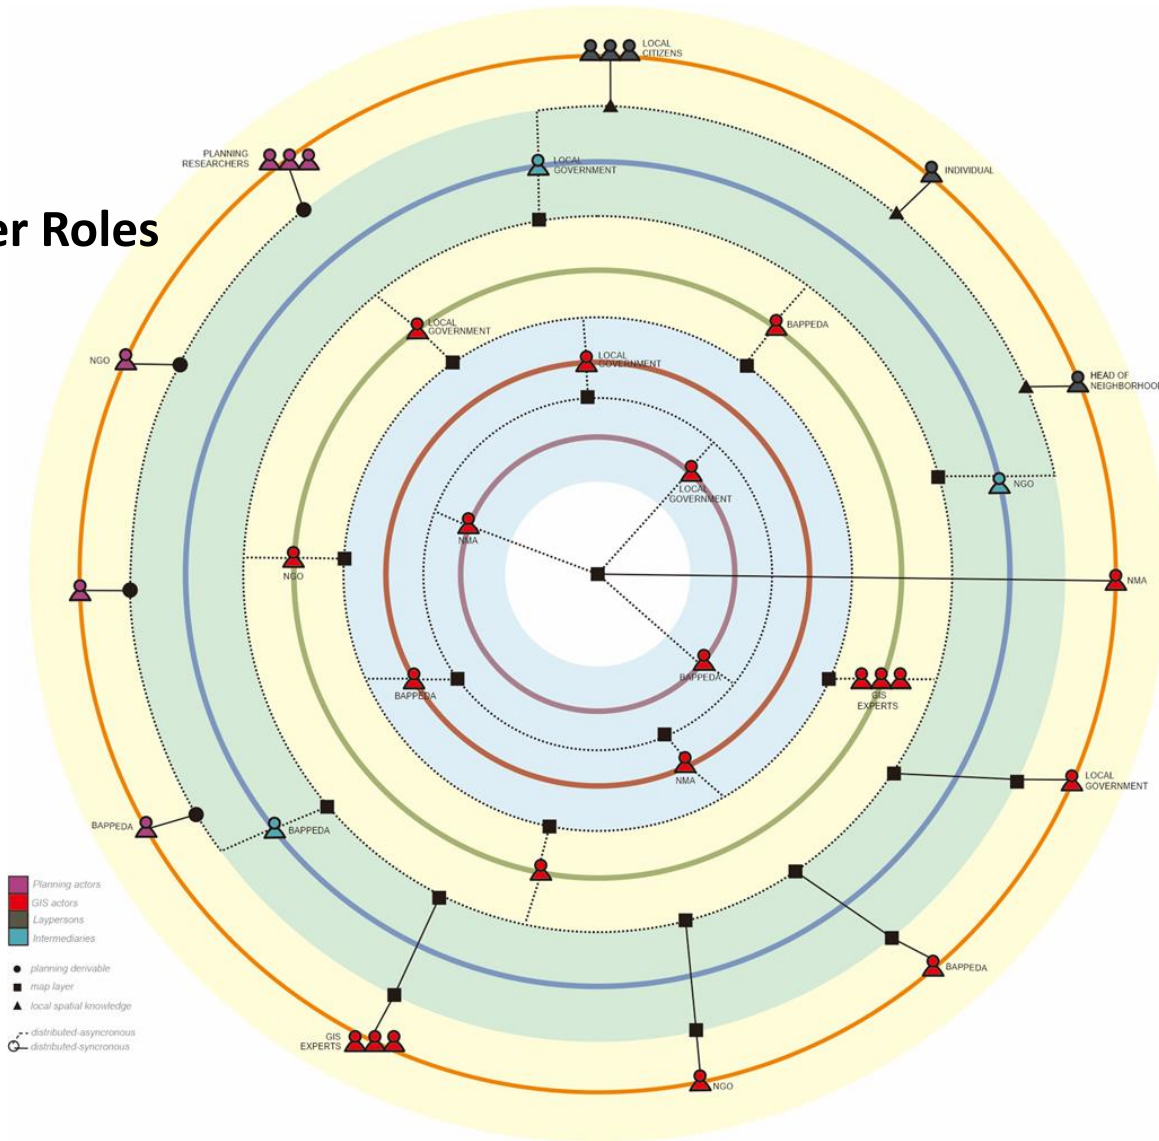 LOCAL
CITIZENS
PLANNING
RESEARCHERS
LOCAL
GOVERNMENT
INDIVIDUAL
er Roles
LOCAL
GOVERNMENT
BAPPEDA
NGO
LOCAL
GOVERNMENT
HEAD OF
NEIGHBORHOOD
LOCAL
GOVERNMENT
NGO
NMA
NGO
NMA
BAPPEDA
BAPPEDA
GIS
EXPERTS
NMA
LOCAL
GOVERNMENT
BAPPEDA
BAPPEDA
Planning actors
GIS actors
Laypersons
Intermediaries
planning derivable
map layer
local spatial knowledge
distributed-asyncronous
distributed-syncronous
BAPPEDA
GIS
EXPERTS
NGO